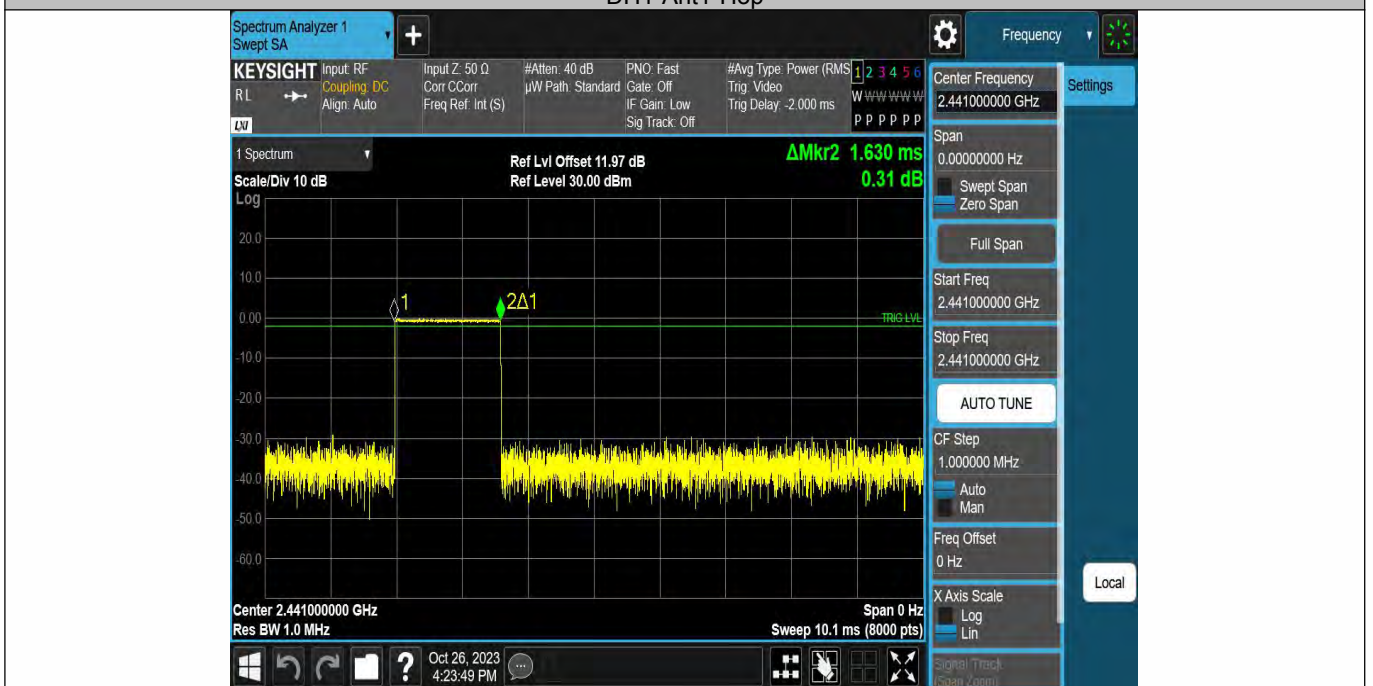 Spectrum Analyzer 1
Swept SA
Frequency
KEYSIGHT
RL
LXI
Input: RF
Coupling: DC
Align: Auto
Input Z: 50 Ω
Corr CCorr
Freq Ref: Int (S)
#Atten: 40 dB
µW Path: Standard
PNO: Fast
Gate: Off
IF Gain: Low
Sig Track: Off
#Avg Type: Power (RMS
Trig: Video
Trig Delay: -2.000 ms
1 2 3 4 5 6
W W W W W W
P P P P P P
1 Spectrum
Scale/Div 10 dB
Log
Ref Lvl Offset 11.97 dB
Ref Level 30.00 dBm
ΔMkr2 1.630 ms
0.31 dB
20.0
10.0
0.00
-10.0
-20.0
-30.0
-40.0
-50.0
-60.0
1
2Δ1
TRIG LVL
Center 2.441000000 GHz
Res BW 1.0 MHz
Span 0 Hz
Sweep 10.1 ms (8000 pts)
Oct 26, 2023
4:23:49 PM
Center Frequency
2.441000000 GHz
Settings
Span
0.00000000 Hz
Swept Span
Zero Span
Full Span
Start Freq
2.441000000 GHz
Stop Freq
2.441000000 GHz
AUTO TUNE
CF Step
1.000000 MHz
Auto
Man
Freq Offset
0 Hz
X Axis Scale
Log
Lin
Signal Track
(Span Zoom)
Local